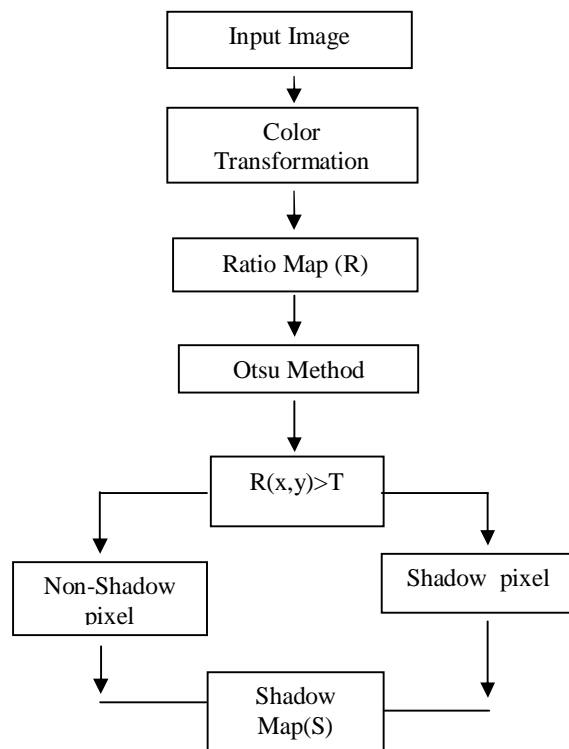 Input Image
Color
Transformation
Ratio Map (R)
Otsu Method
R(x,y)>T
Non-Shadow
pixel
Shadow pixel
Shadow
Map(S)